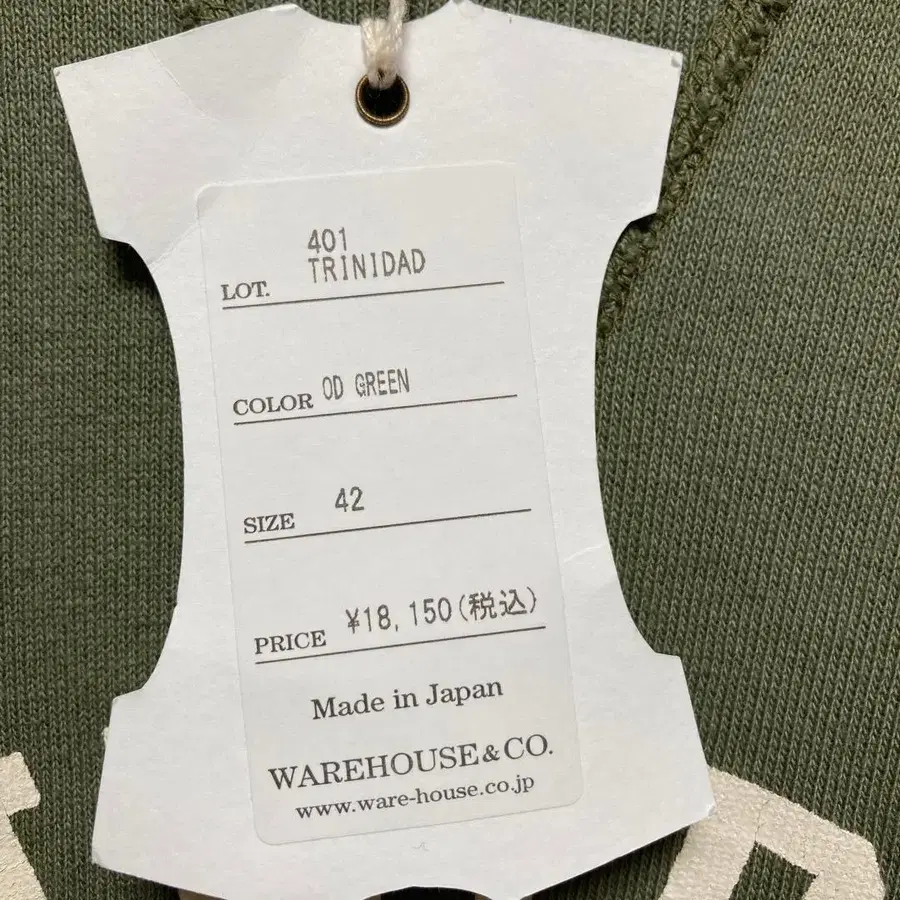 401
LOT. TRINIDAD
COLOR OD GREEN
SIZE 42
PRICE ¥18,150(税込)
Made in Japan
WAREHOUSE & CO.
www.ware-house.co.jp